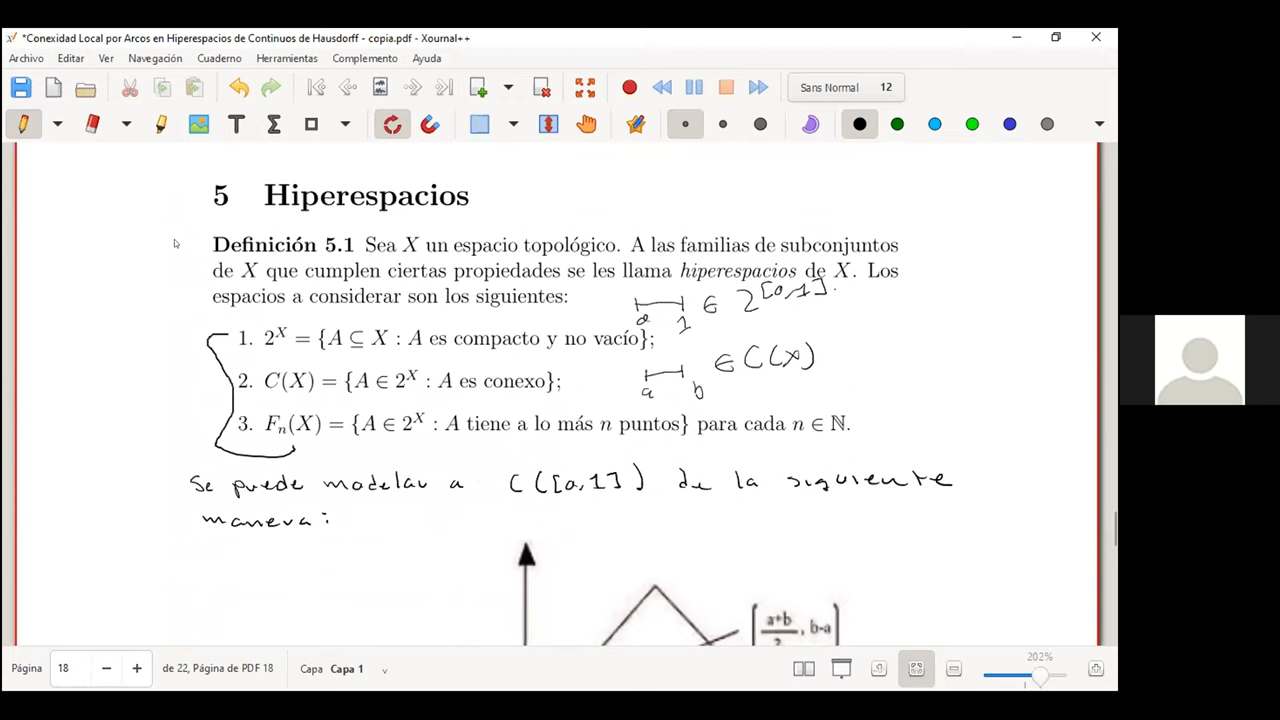 *Conexidad Local por Arcos en Hiperespacios de Continuos de Hausdorff - copia.pdf - Xournal++
Archivo Editar Ver Navegación Cuaderno Herramientas Complemento Ayuda
Sans Normal 12
5 Hiperespacios
Definición 5.1 Sea X un espacio topológico. A las familias de subconjuntos
de X que cumplen ciertas propiedades se les llama hiperespacios de X. Los
espacios a considerar son los siguientes:
0 1 ∈ 2^[0,1].
1. 2^X = {A ⊆ X : A es compacto y no vacío};
a b ∈ C(X)
2. C(X) = {A ∈ 2^X : A es conexo};
3. F_n(X) = {A ∈ 2^X : A tiene a lo más n puntos} para cada n ∈ ℕ.
Se puede modelar a C([0,1]) de la siguiente
manera:
(a+b/2, b-a)
Página 18 de 22, Página de PDF 18 Capa Capa 1 202%